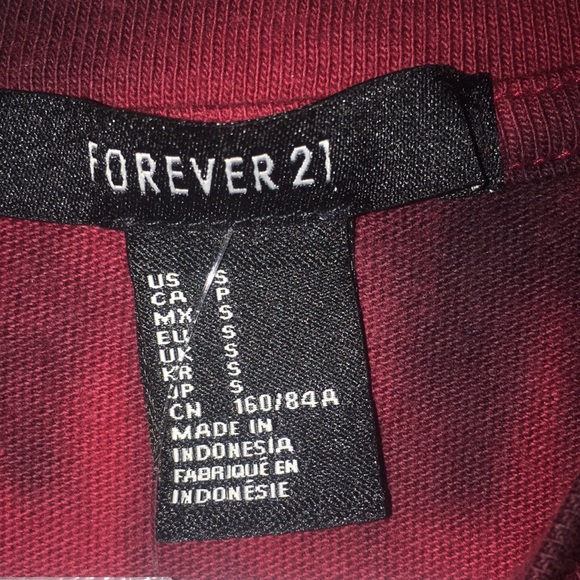 FOREVER 21
US S
CA P
MX S
EU S
UK S
KR S
JP S
CN 160/84A
MADE IN
INDONESIA
FABRIQUÉ EN
INDONÉSIE